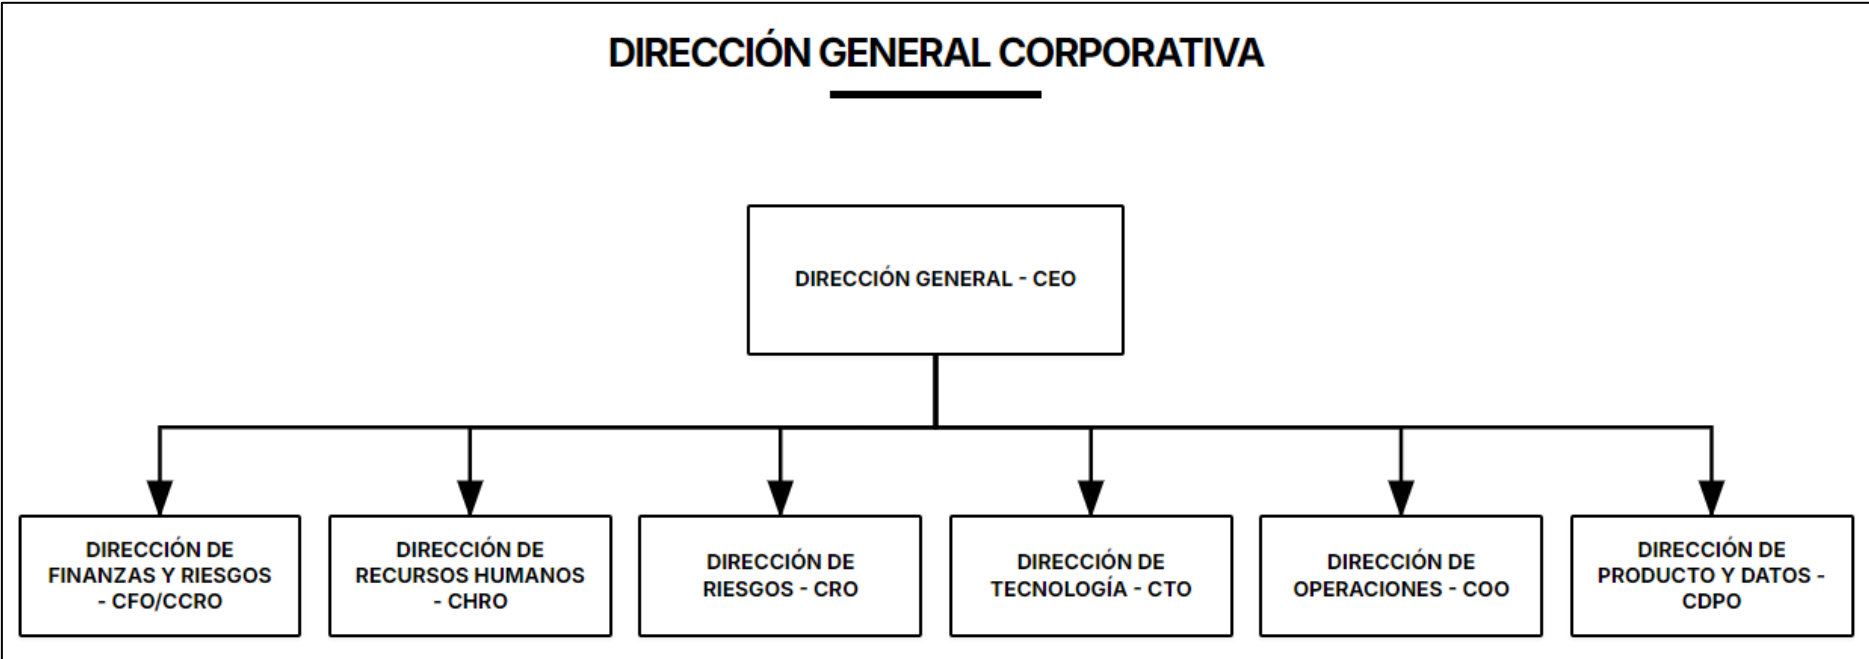 DIRECCIÓN GENERAL CORPORATIVA
DIRECCIÓN GENERAL - CEO
DIRECCIÓN DE
FINANZAS Y RIESGOS
- CFO/CCRO
DIRECCIÓN DE
RECURSOS HUMANOS
- CHRO
DIRECCIÓN DE
RIESGOS - CRO
DIRECCIÓN DE
TECNOLOGÍA - CTO
DIRECCIÓN DE
OPERACIONES - COO
DIRECCIÓN DE
PRODUCTO Y DATOS -
CDPO